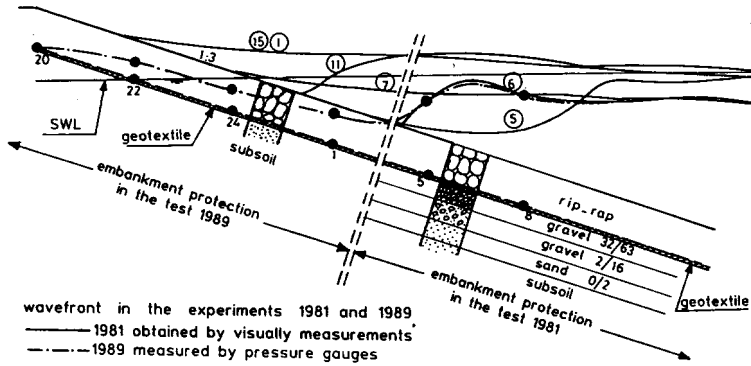 15 1
11
7
6
5
1:3
20
22
24
1
5
8
SWL
geotextile
subsoil
embankment protection
in the test 1989
rip-rap
gravel 32/63
gravel 2/16
sand 0/2
subsoil
geotextile
embankment protection
in the test 1981
wavefront in the experiments 1981 and 1989
1981 obtained by visually measurements
1989 measured by pressure gauges